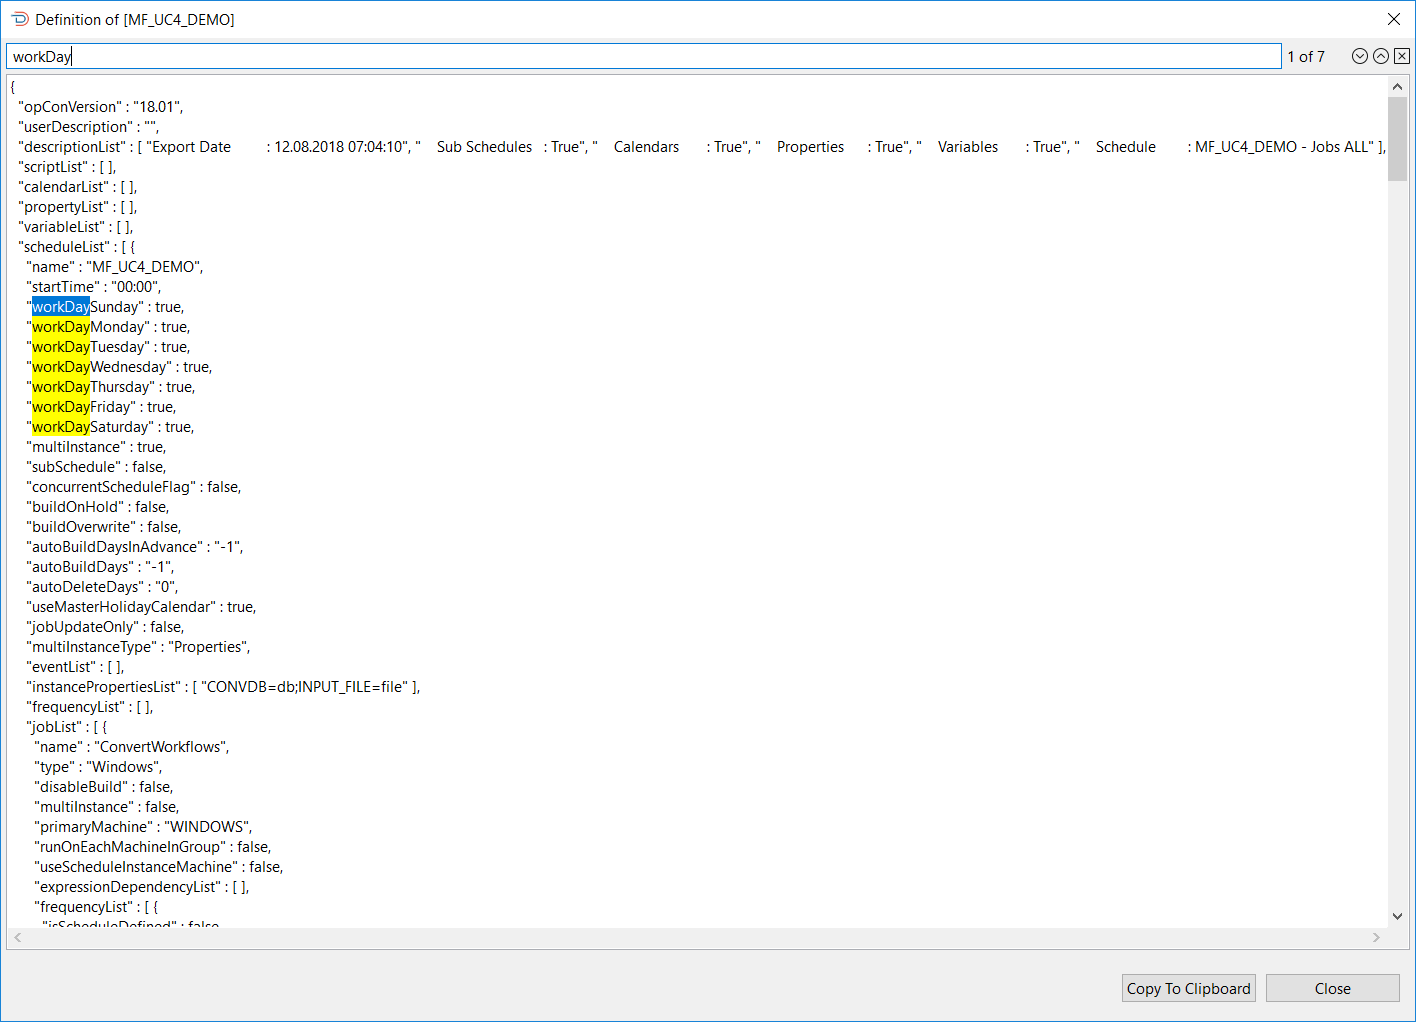 Definition of [MF_UC4_DEMO]
workDay
1 of 7
{
"opConVersion" : "18.01",
"userDescription" : "",
"descriptionList" : [ "Export Date : 12.08.2018 07:04:10", " Sub Schedules : True", " Calendars : True", " Properties : True", " Variables : True", " Schedule : MF_UC4_DEMO - Jobs ALL" ],
"scriptList" : [ ],
"calendarList" : [ ],
"propertyList" : [ ],
"variableList" : [ ],
"scheduleList" : [ {
"name" : "MF_UC4_DEMO",
"startTime" : "00:00",
"workDaySunday" : true,
"workDayMonday" : true,
"workDayTuesday" : true,
"workDayWednesday" : true,
"workDayThursday" : true,
"workDayFriday" : true,
"workDaySaturday" : true,
"multiInstance" : true,
"subSchedule" : false,
"concurrentScheduleFlag" : false,
"buildOnHold" : false,
"buildOverwrite" : false,
"autoBuildDaysInAdvance" : "-1",
"autoBuildDays" : "-1",
"autoDeleteDays" : "0",
"useMasterHolidayCalendar" : true,
"jobUpdateOnly" : false,
"multiInstanceType" : "Properties",
"eventList" : [ ],
"instancePropertiesList" : [ "CONVDB=db;INPUT_FILE=file" ],
"frequencyList" : [ ],
"jobList" : [ {
"name" : "ConvertWorkflows",
"type" : "Windows",
"disableBuild" : false,
"multiInstance" : false,
"primaryMachine" : "WINDOWS",
"runOnEachMachineInGroup" : false,
"useScheduleInstanceMachine" : false,
"expressionDependencyList" : [ ],
"frequencyList" : [ {
"isScheduleDefined" : false
Copy To Clipboard
Close